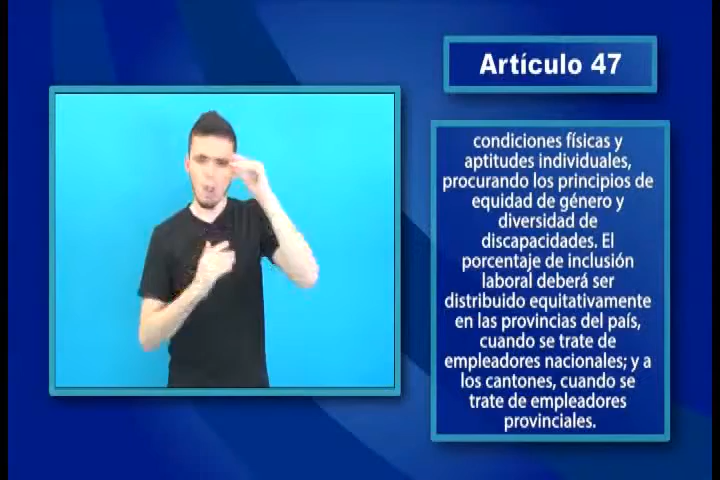 Artículo 47
condiciones físicas y
aptitudes individuales,
procurando los principios de
equidad de género y
diversidad de
discapacidades. El
porcentaje de inclusión
laboral deberá ser
distribuido equitativamente
en las provincias del país,
cuando se trate de
empleadores nacionales; y a
los cantones, cuando se
trate de empleadores
provinciales.